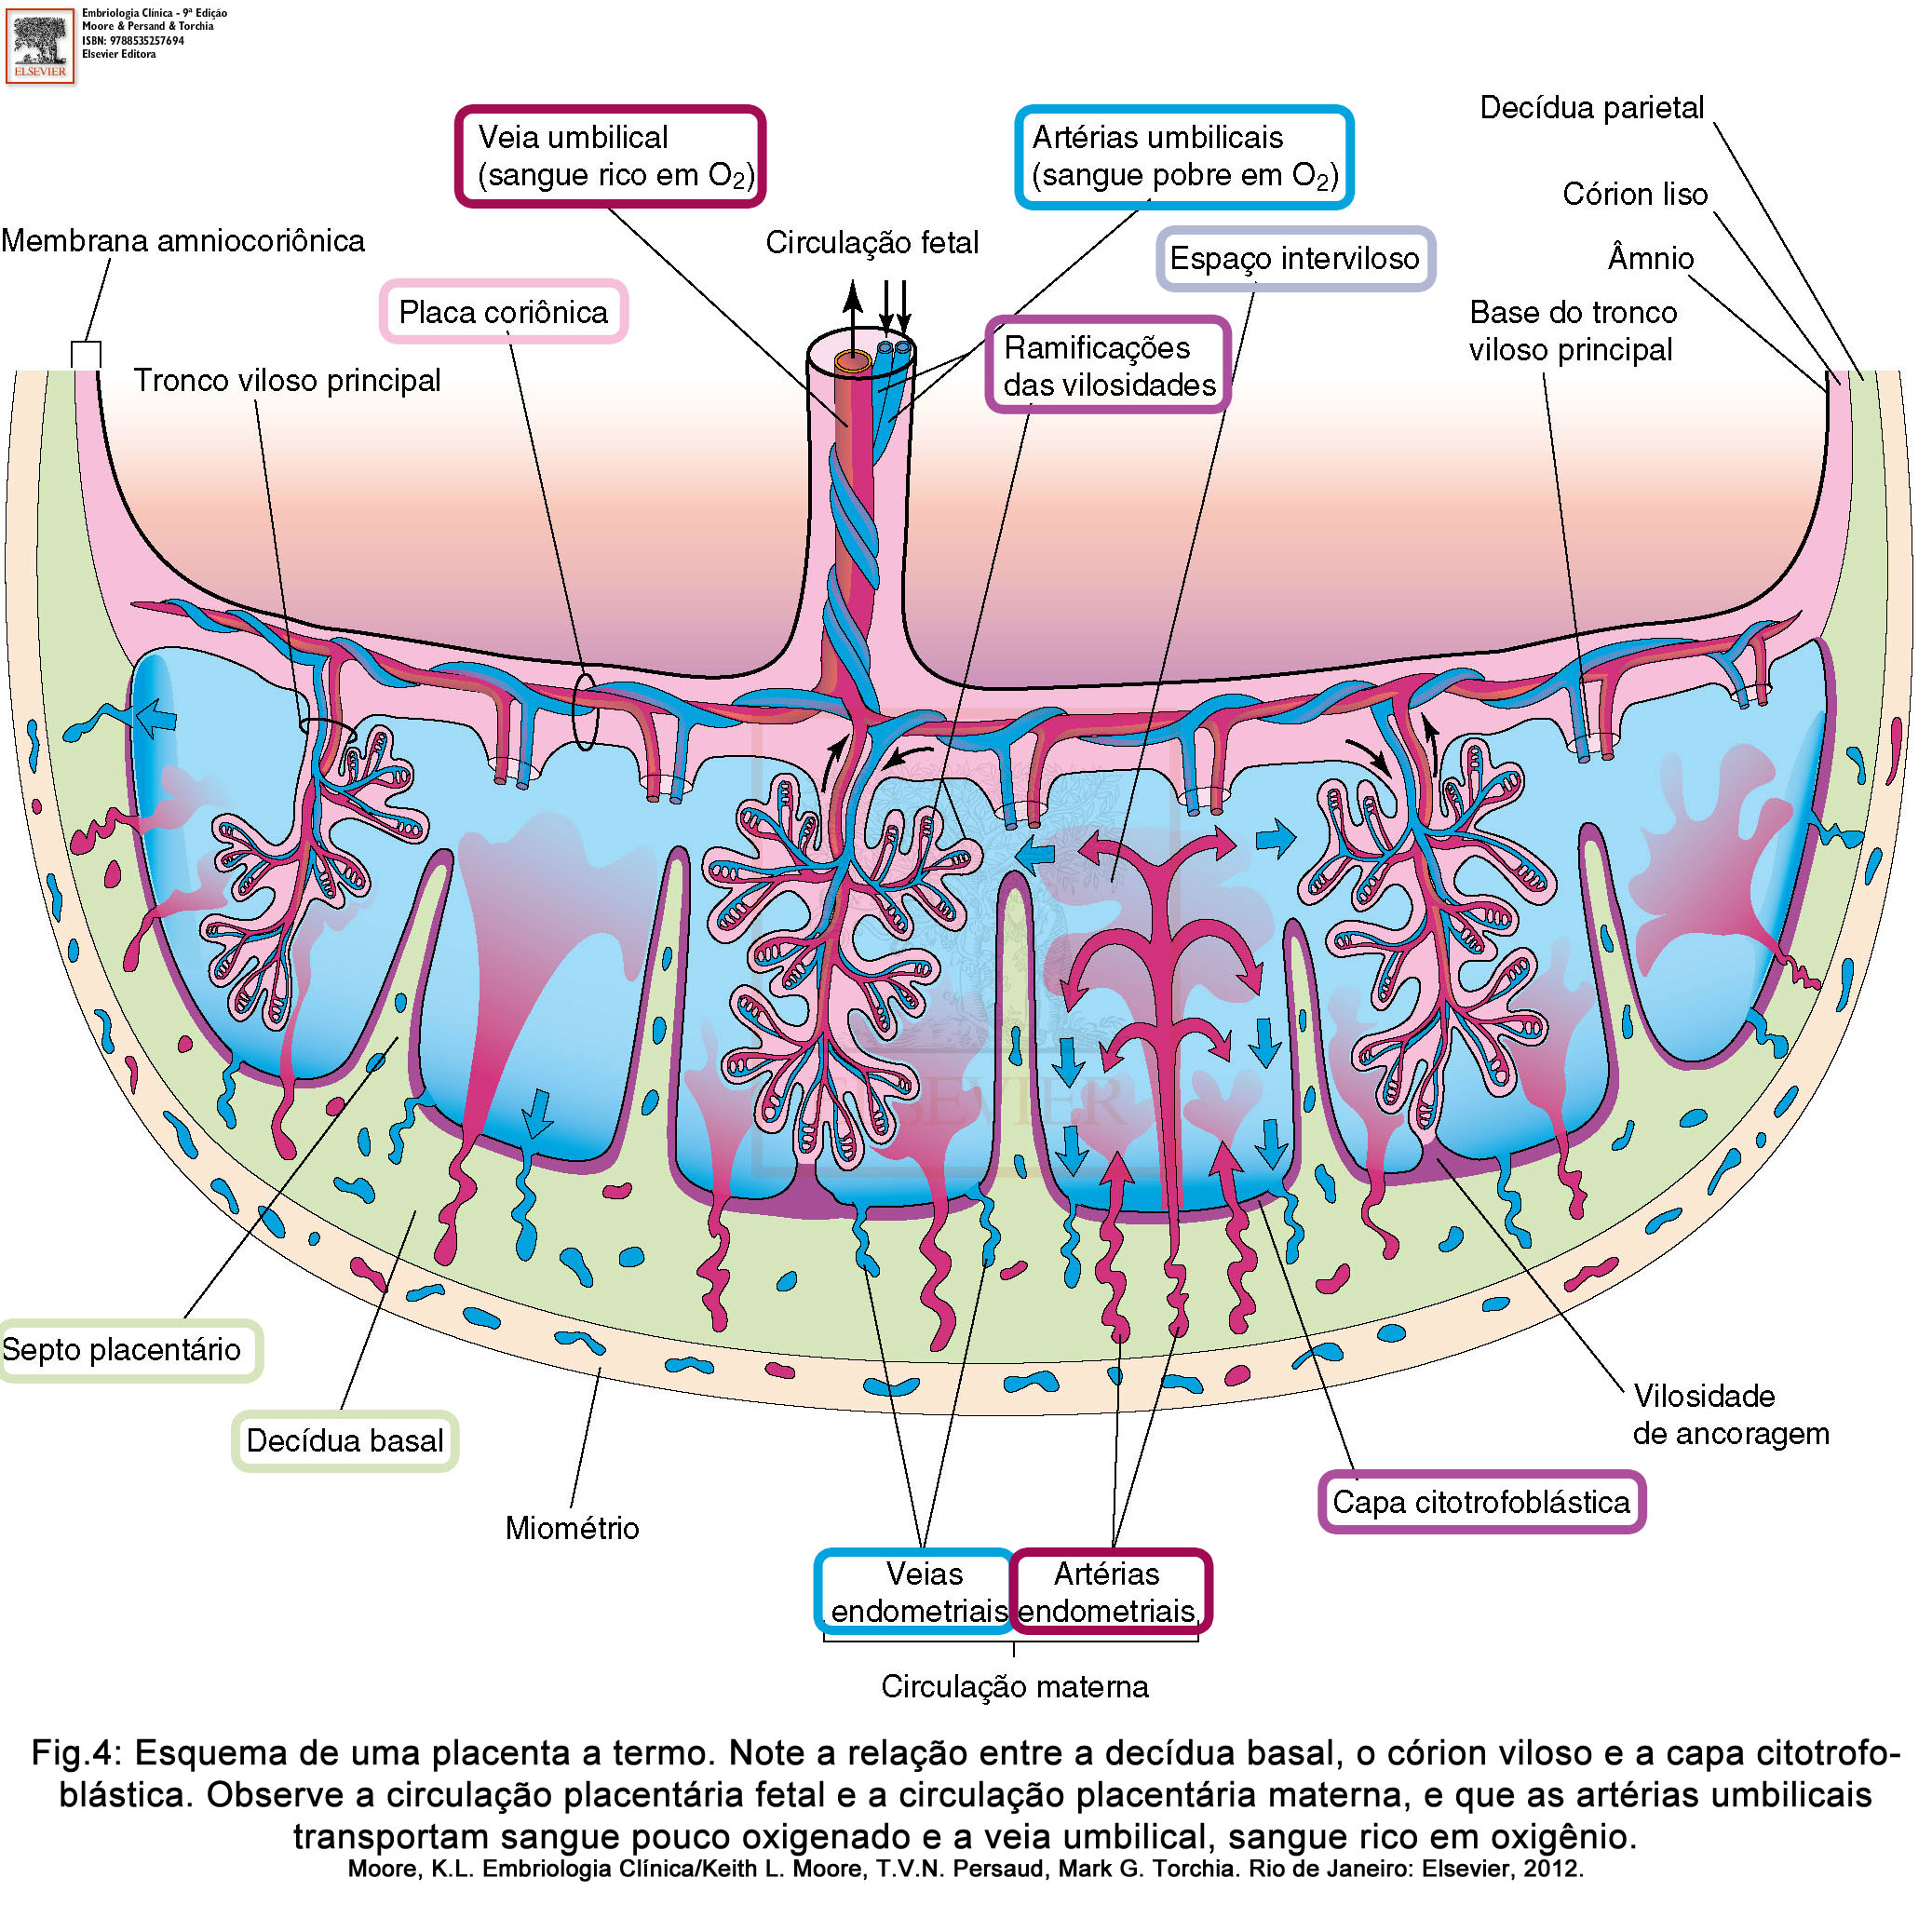 Embriologia Clínica - 9ª Edição
Moore & Persand & Torchia
ISBN: 9788535257694
Elsevier Editora
ELSEVIER
Decídua parietal
Veia umbilical
(sangue rico em O₂)
Artérias umbilicais
(sangue pobre em O₂)
Córion liso
Membrana amniocoriônica
Circulação fetal
Espaço interviloso
Âmnio
Placa coriônica
Base do tronco
viloso principal
Ramificações
das vilosidades
Tronco viloso principal
ELSEVIER
Septo placentário
Decídua basal
Vilosidade
de ancoragem
Capa citotrofoblástica
Miométrio
Veias
endometriais
Artérias
endometriais
Circulação materna
Fig.4: Esquema de uma placenta a termo. Note a relação entre a decídua basal, o córion viloso e a capa citotrofo-
blástica. Observe a circulação placentária fetal e a circulação placentária materna, e que as artérias umbilicais
transportam sangue pouco oxigenado e a veia umbilical, sangue rico em oxigênio.
Moore, K.L. Embriologia Clínica/Keith L. Moore, T.V.N. Persaud, Mark G. Torchia. Rio de Janeiro: Elsevier, 2012.